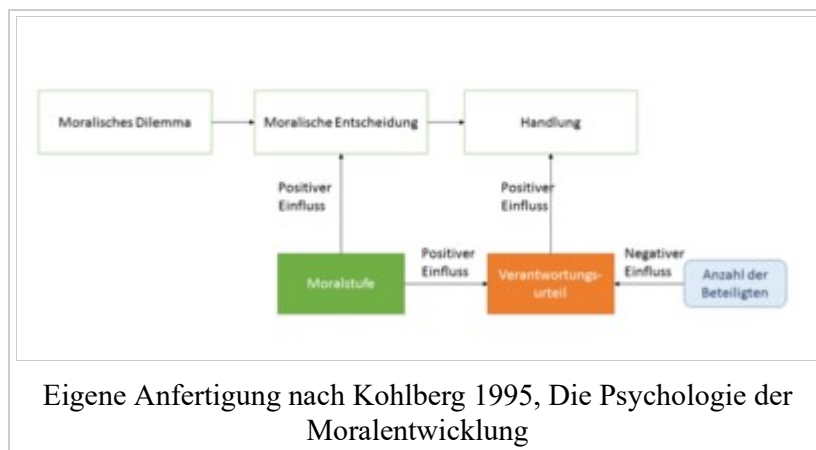 Moralisches Dilemma
Moralische Entscheidung
Handlung
Positiver
Einfluss
Positiver
Einfluss
Positiver
Einfluss
Negativer
Einfluss
Moralstufe
Verantwortungs-
urteil
Anzahl der
Beteiligten
Eigene Anfertigung nach Kohlberg 1995, Die Psychologie der
Moralentwicklung